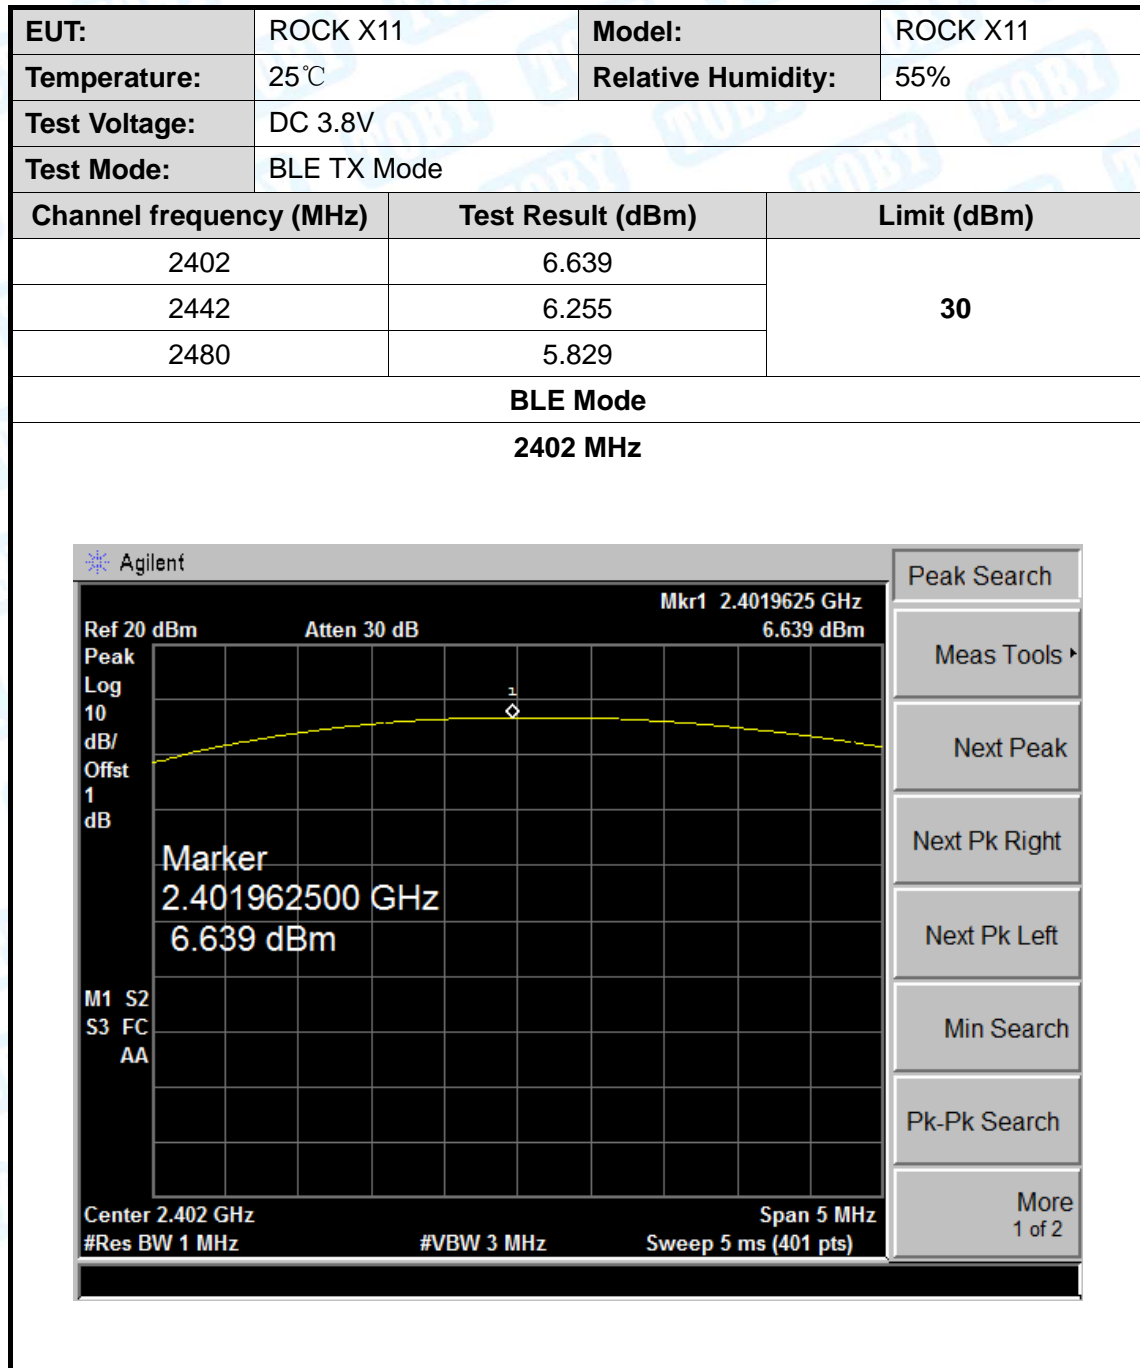 EUT: ROCK X11 Model: ROCK X11
Temperature: 25℃ Relative Humidity: 55%
Test Voltage: DC 3.8V
Test Mode: BLE TX Mode
Channel frequency (MHz) Test Result (dBm) Limit (dBm)
2402 6.639
2442 6.255 30
2480 5.829
BLE Mode
2402 MHz
Agilent
Peak Search
Mkr1 2.4019625 GHz
Ref 20 dBm Atten 30 dB 6.639 dBm
Peak
Log
10
dB/
Offst
1
dB
1
Marker
2.401962500 GHz
6.639 dBm
M1 S2
S3 FC
AA
Center 2.402 GHz Span 5 MHz
#Res BW 1 MHz #VBW 3 MHz Sweep 5 ms (401 pts)
Meas Tools
Next Peak
Next Pk Right
Next Pk Left
Min Search
Pk-Pk Search
More
1 of 2
TOBY
TOBY
TOBY
TOBY
TOBY
TOBY